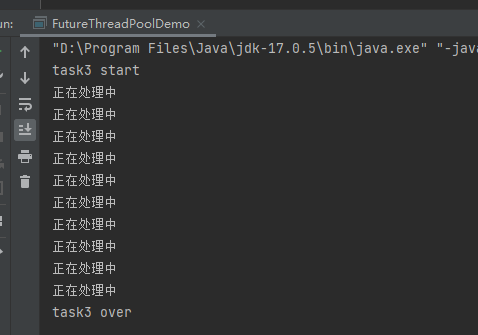 un:
FutureThreadPoolDemo
"D:\Program Files\Java\jdk-17.0.5\bin\java.exe" "-java
task3 start
正在处理中
正在处理中
正在处理中
正在处理中
正在处理中
正在处理中
正在处理中
正在处理中
正在处理中
正在处理中
task3 over